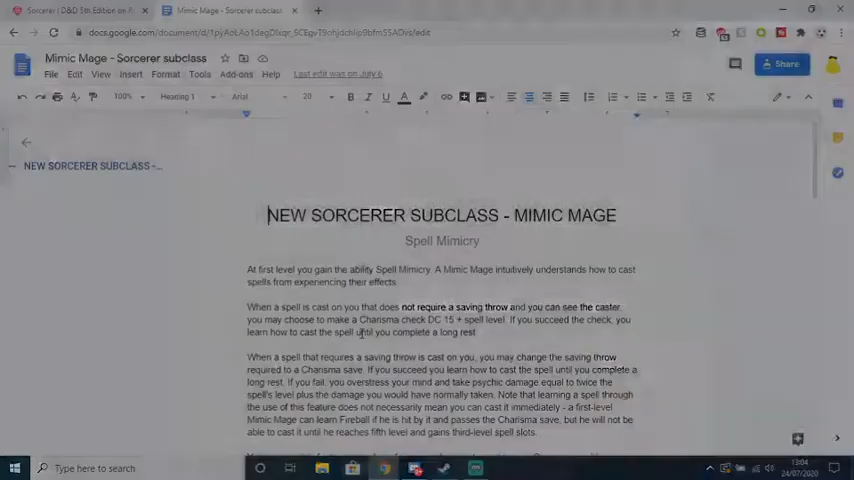 Sorcerer | D&D 5th Edition on R
Mimic Mage - Sorcerer subclass
docs.google.com/document/d/
Mimic Mage - Sorcerer subclass
Share
File Edit View Insert Format Tools Add-ons Help Last edit was on July 6
100% Heading 1 Arial 20 B I U A
NEW SORCERER SUBCLASS -...
NEW SORCERER SUBCLASS - MIMIC MAGE
Spell Mimicry
At first level you gain the ability Spell Mimicry. A Mimic Mage intuitively understands how to cast
spells from experiencing their effects.
When a spell is cast on you that does not require a saving throw and you can see the caster,
you may choose to make a Charisma check DC 15 + spell level. If you succeed the check, you
learn how to cast the spell until you complete a long rest
When a spell that requires a saving throw is cast on you, you may change the saving throw
required to a Charisma save. If you succeed you learn how to cast the spell until you complete a
long rest. If you fail, you overstress your mind and take psychic damage equal to twice the
spell's level plus the damage you would have normally taken. Note that learning a spell through
the use of this feature does not necessarily mean you can cast it immediately - a first-level
Mimic Mage can learn Fireball if he is hit by it and passes the Charisma save, but he will not be
able to cast it until he reaches fifth level and gains third-level spell slots.
Type here to search
13:04
24/07/2020